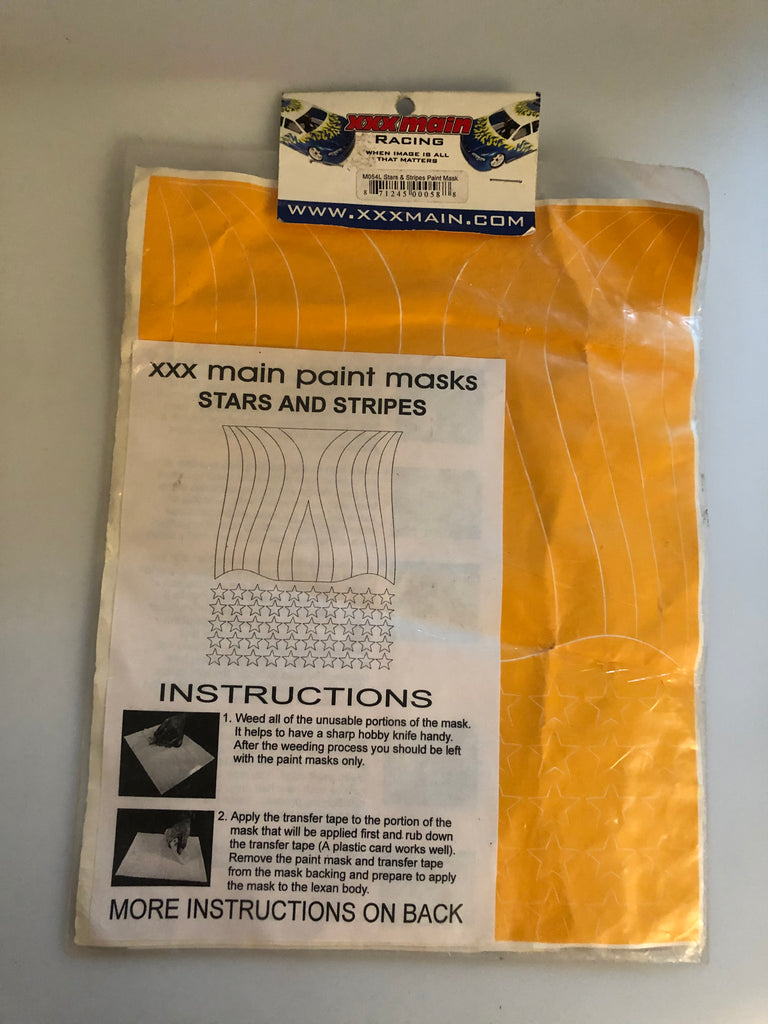 xxx main
RACING
WHEN IMAGE IS ALL
THAT MATTERS
M054L Stars & Stripes Paint Mask
8 71245 00058 8
WWW.XXXMAIN.COM
xxx main paint masks
STARS AND STRIPES
INSTRUCTIONS
1. Weed all of the unusable portions of the mask.
It helps to have a sharp hobby knife handy.
After the weeding process you should be left
with the paint masks only.
2. Apply the transfer tape to the portion of the
mask that will be applied first and rub down
the transfer tape (A plastic card works well).
Remove the paint mask and transfer tape
from the mask backing and prepare to apply
the mask to the lexan body.
MORE INSTRUCTIONS ON BACK